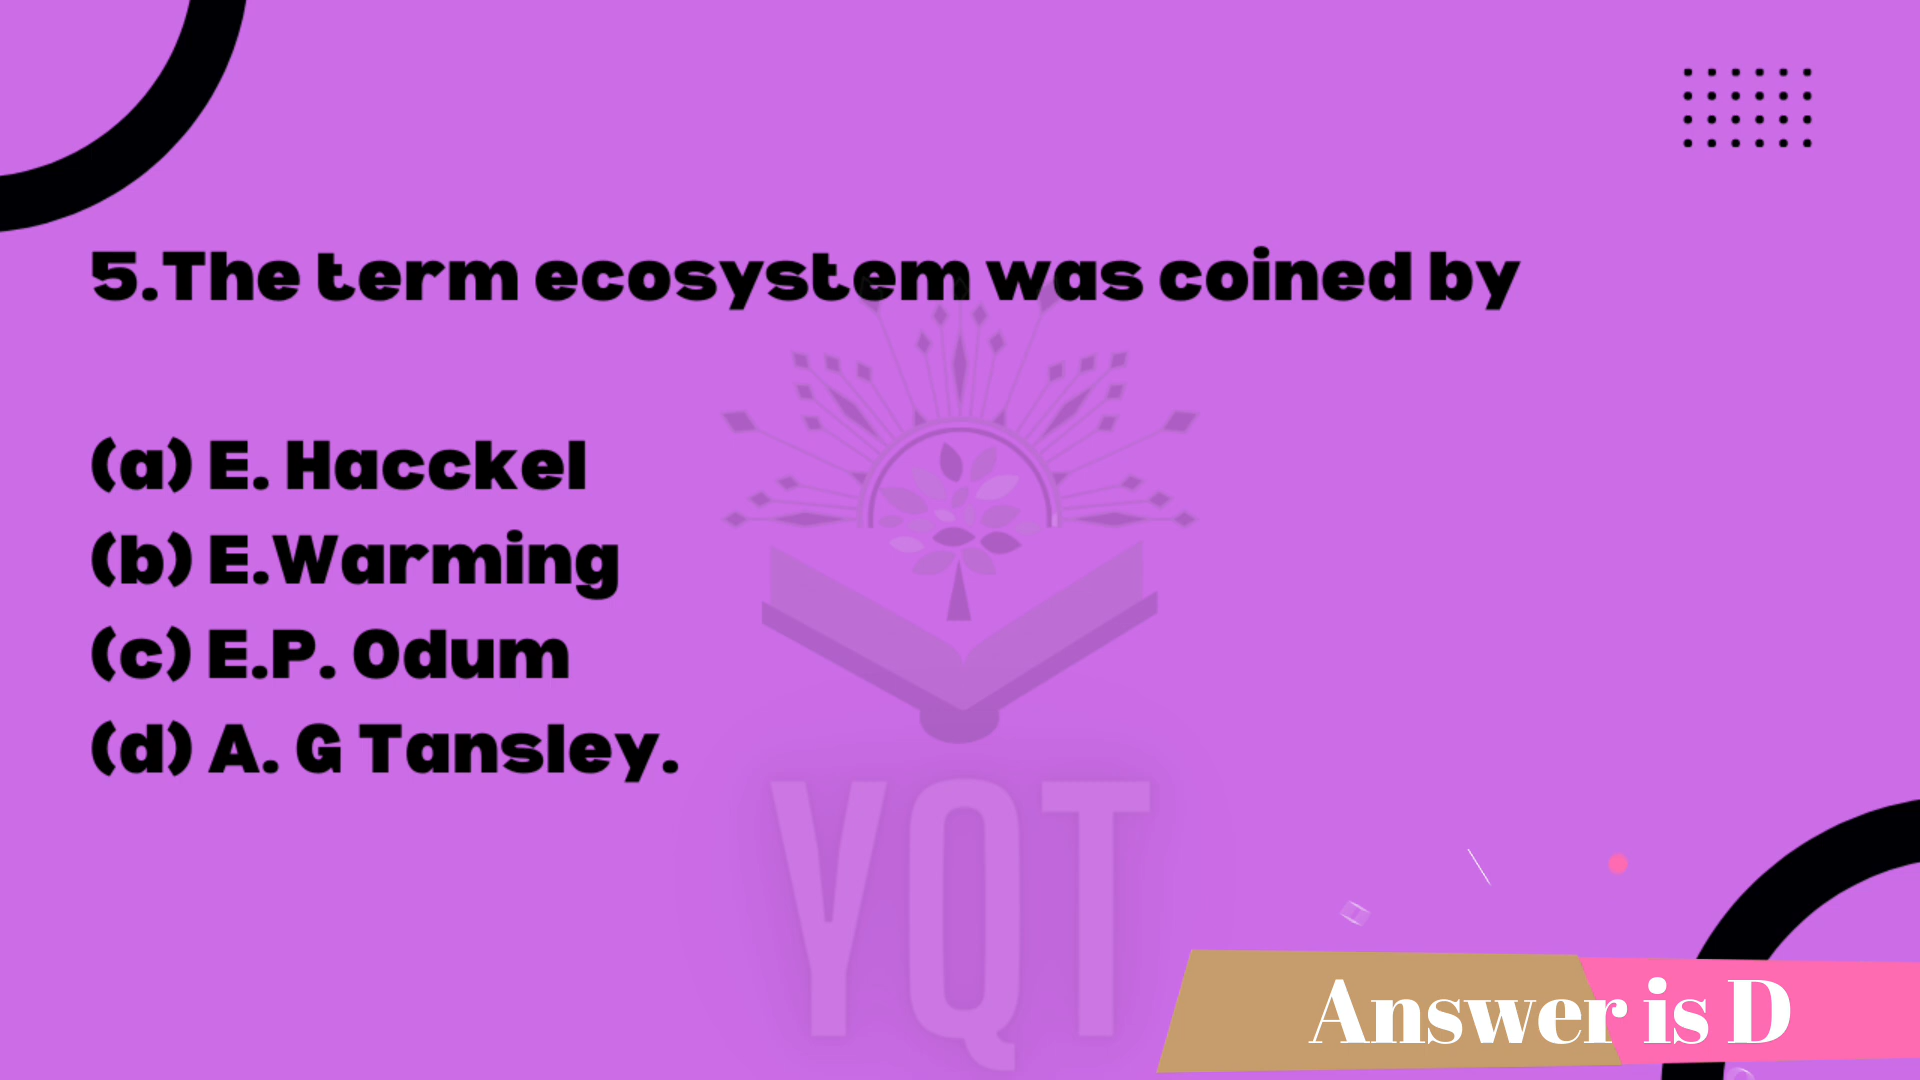 5.The term ecosystem was coined by
(a) E. Hacckel
(b) E.Warming
(c) E.P. Odum
(d) A. G Tansley.
YQT
Answer is D